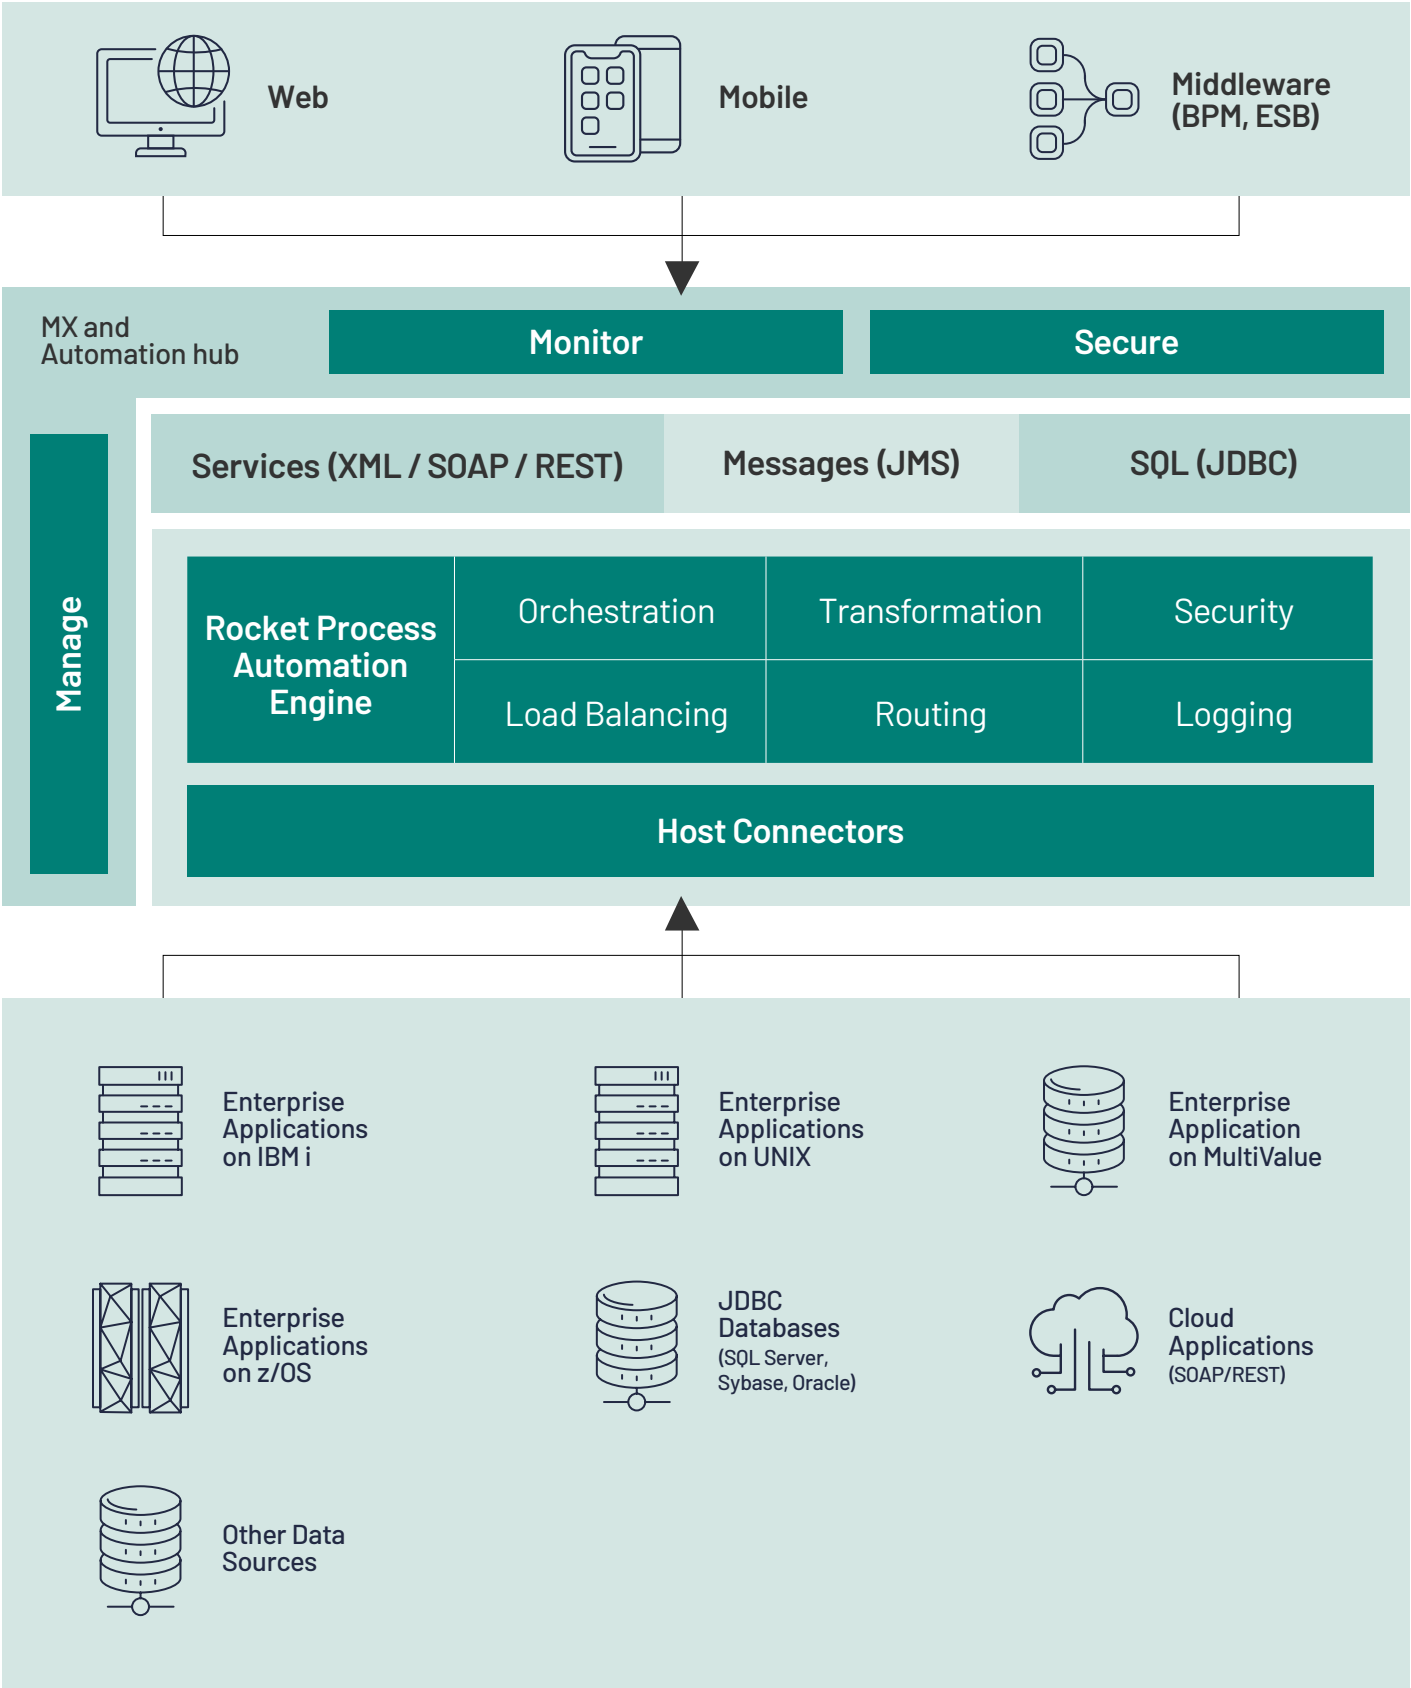 Web
Mobile
Middleware
(BPM, ESB)
MX and
Automation hub
Monitor
Secure
Manage
Services (XML / SOAP / REST)
Messages (JMS)
SQL (JDBC)
Rocket Process
Automation
Engine
Orchestration
Transformation
Security
Load Balancing
Routing
Logging
Host Connectors
Enterprise
Applications
on IBM i
Enterprise
Applications
on UNIX
Enterprise
Application
on MultiValue
Enterprise
Applications
on z/OS
JDBC
Databases
(SQL Server,
Sybase, Oracle)
Cloud
Applications
(SOAP/REST)
Other Data
Sources